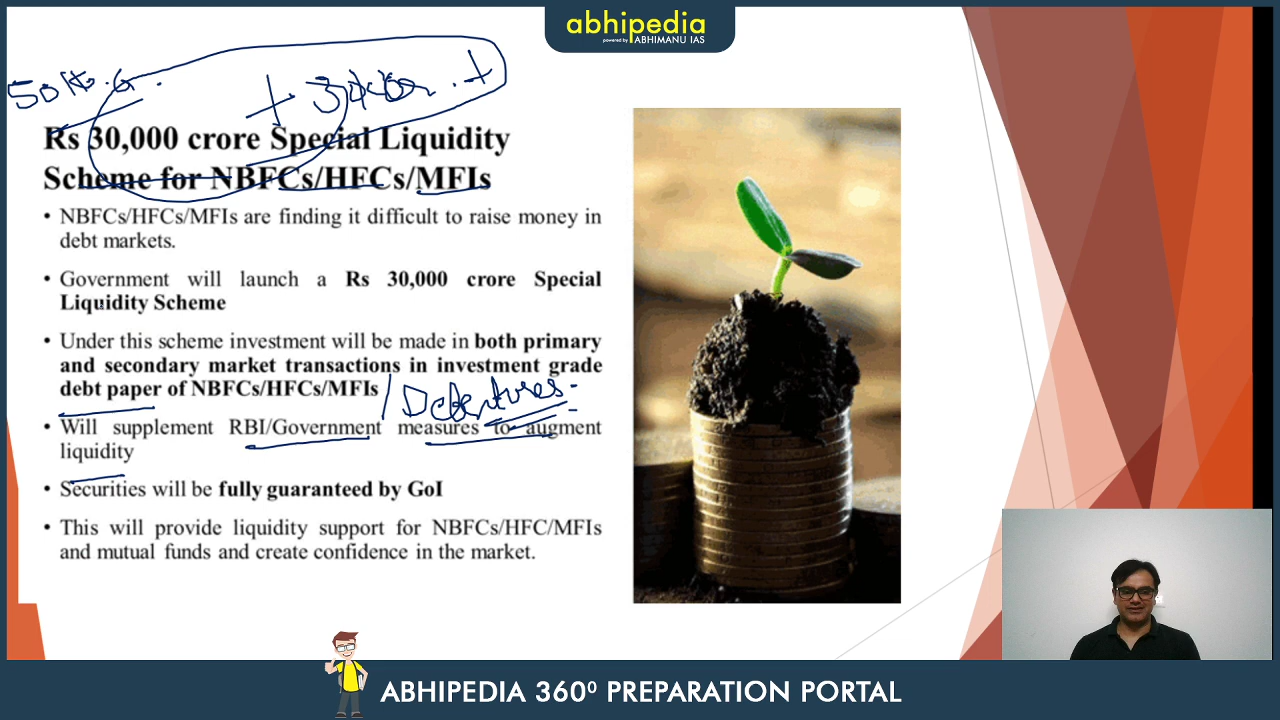 abhipedia
powered by ABHIMANU IAS
Rs 30,000 crore Special Liquidity
Scheme for NBFCs/HFCs/MFIs
• NBFCs/HFCs/MFIs are finding it difficult to raise money in
debt markets.
• Government will launch a Rs 30,000 crore Special
Liquidity Scheme
• Under this scheme investment will be made in both primary
and secondary market transactions in investment grade
debt paper of NBFCs/HFCs/MFIs
/ Debentures
• Will supplement RBI/Government measures to augment
liquidity
• Securities will be fully guaranteed by GoI
• This will provide liquidity support for NBFCs/HFC/MFIs
and mutual funds and create confidence in the market.
ABHIPEDIA 360⁰ PREPARATION PORTAL